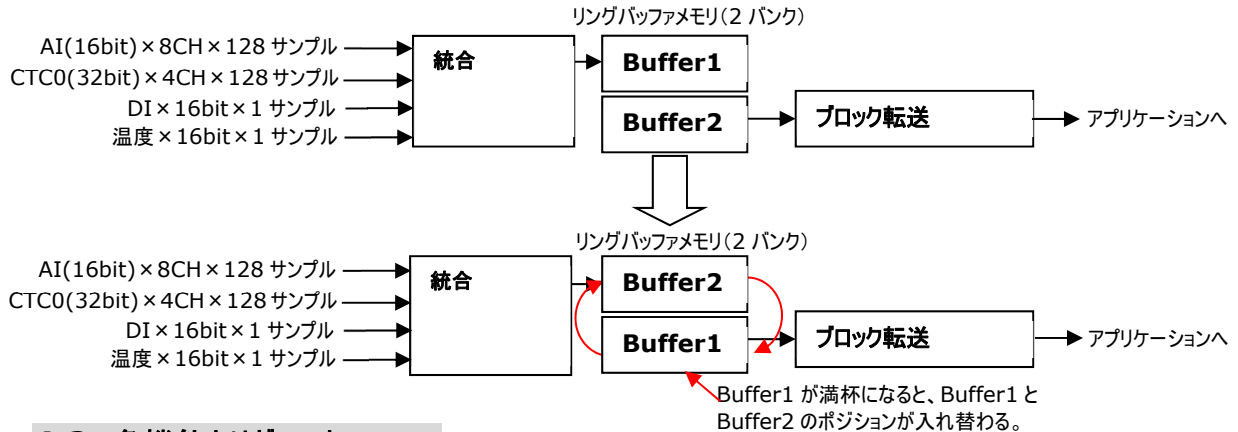 リングバッファメモリ(2 バンク)
AI(16bit)×8CH×128 サンプル
CTC0(32bit)×4CH×128 サンプル
DI×16bit×1 サンプル
温度×16bit×1 サンプル
統合
Buffer1
Buffer2
ブロック転送
アプリケーションへ
リングバッファメモリ(2 バンク)
AI(16bit)×8CH×128 サンプル
CTC0(32bit)×4CH×128 サンプル
DI×16bit×1 サンプル
温度×16bit×1 サンプル
統合
Buffer2
Buffer1
ブロック転送
アプリケーションへ
Buffer1 が満杯になると、Buffer1 と
Buffer2 のポジションが入れ替わる。